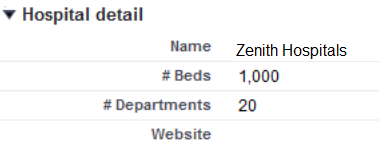 ▼ Hospital detail
Name Zenith Hospitals
# Beds 1,000
# Departments 20
Website